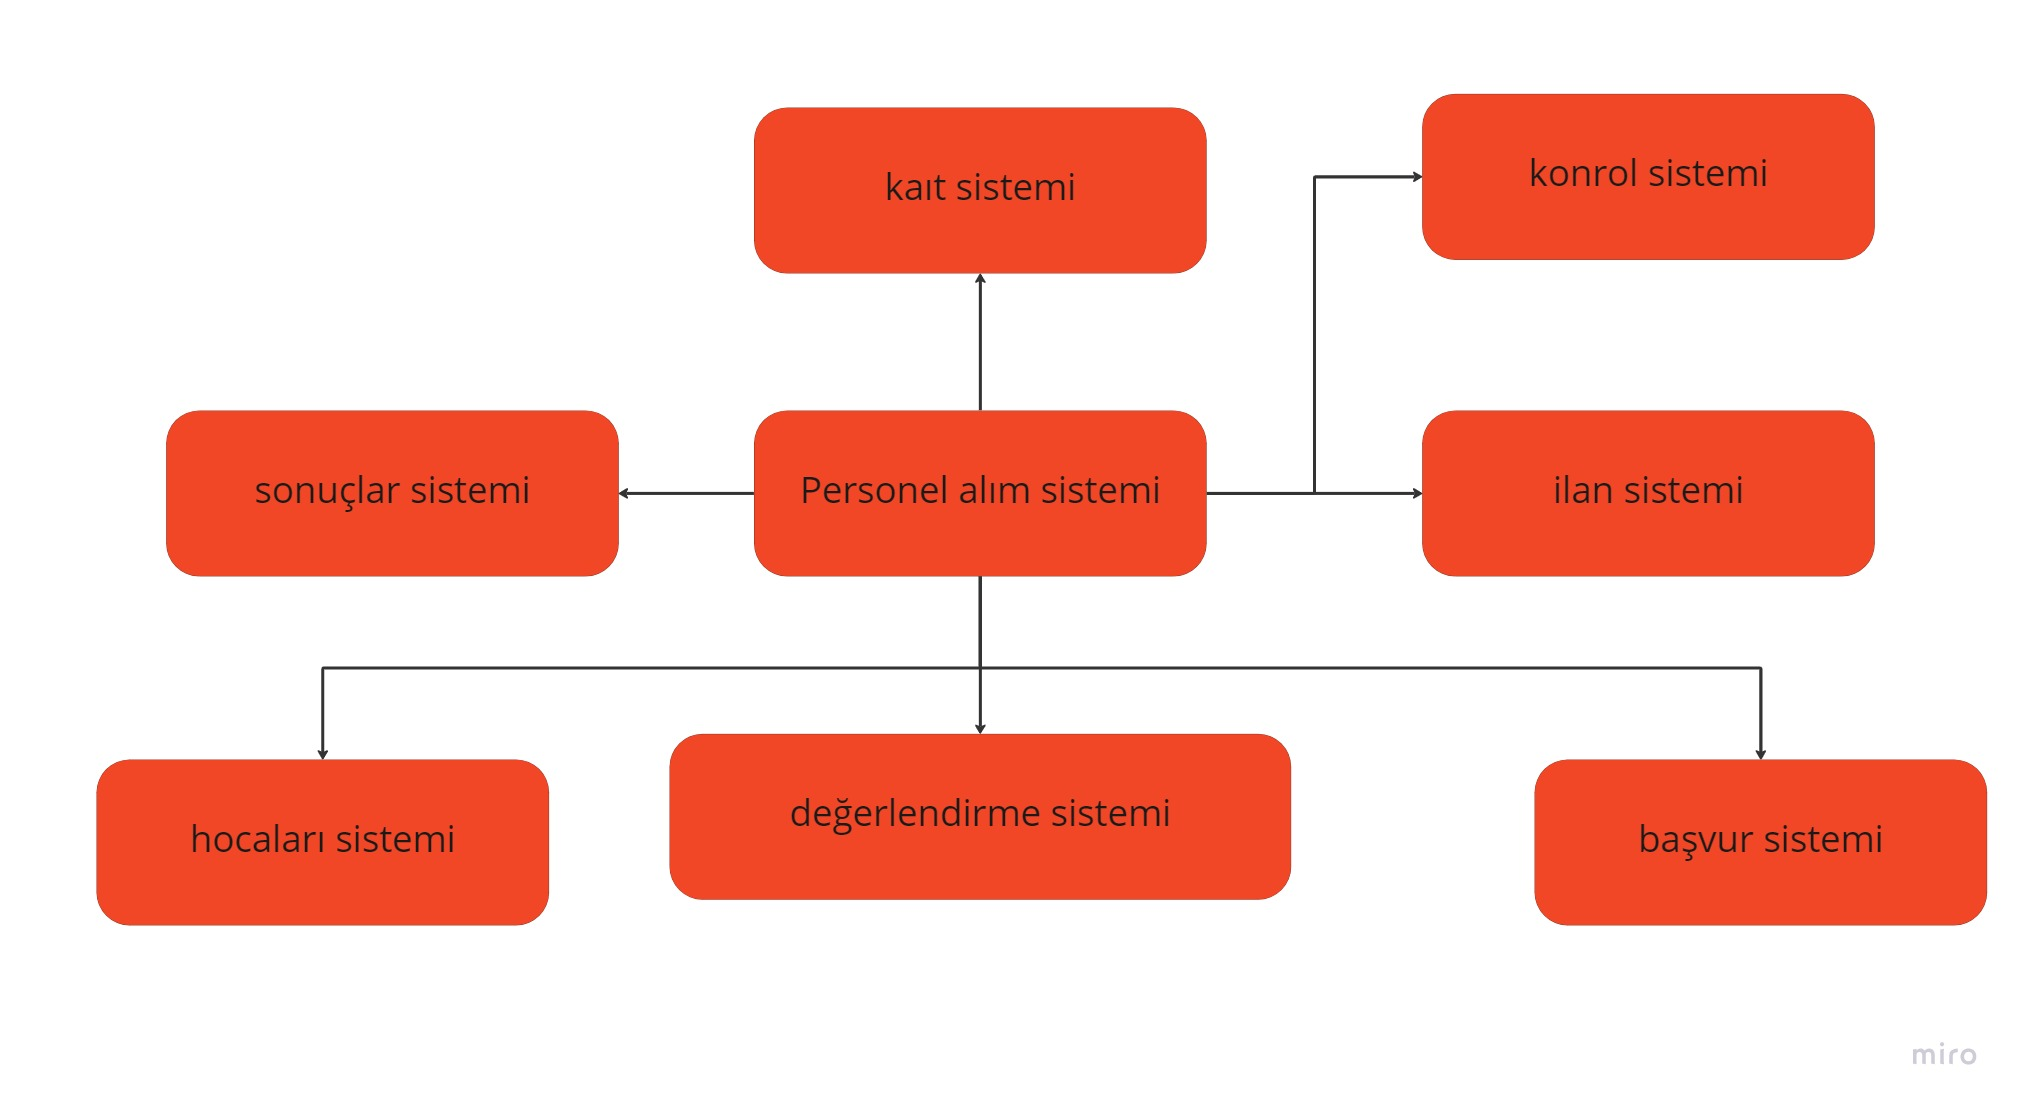 kaıt sistemi
konrol sistemi
sonuçlar sistemi
Personel alım sistemi
ilan sistemi
hocaları sistemi
değerlendirme sistemi
başvur sistemi
miro